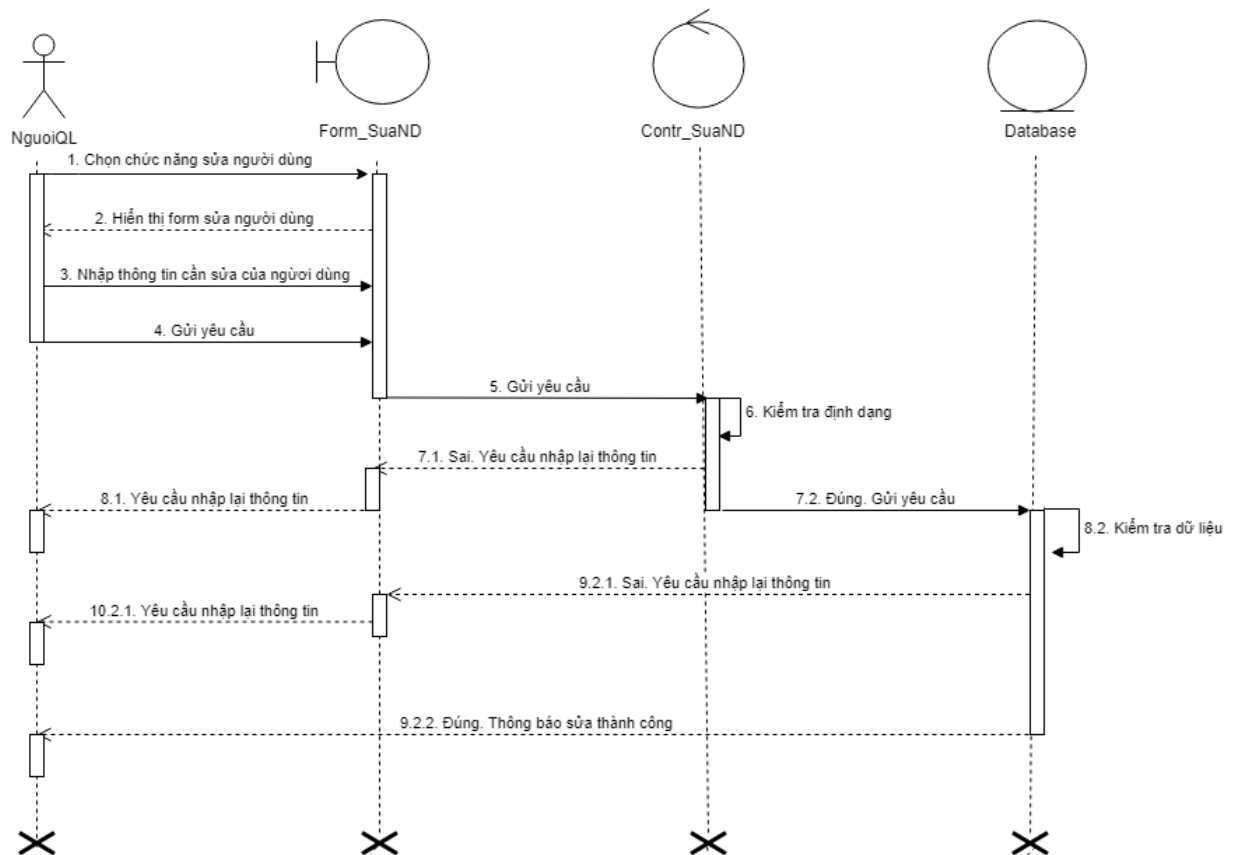 NguoiQL
Form_SuaND
Contr_SuaND
Database
1. Chọn chức năng sửa người dùng
2. Hiển thị form sửa người dùng
3. Nhập thông tin cần sửa của ngừơi dùng
4. Gửi yêu cầu
5. Gửi yêu cầu
6. Kiểm tra định dạng
7.1. Sai. Yêu cầu nhập lại thông tin
8.1. Yêu cầu nhập lại thông tin
7.2. Đúng. Gửi yêu cầu
8.2. Kiểm tra dữ liệu
9.2.1. Sai. Yêu cầu nhập lại thông tin
10.2.1. Yêu cầu nhập lại thông tin
9.2.2. Đúng. Thông báo sửa thành công